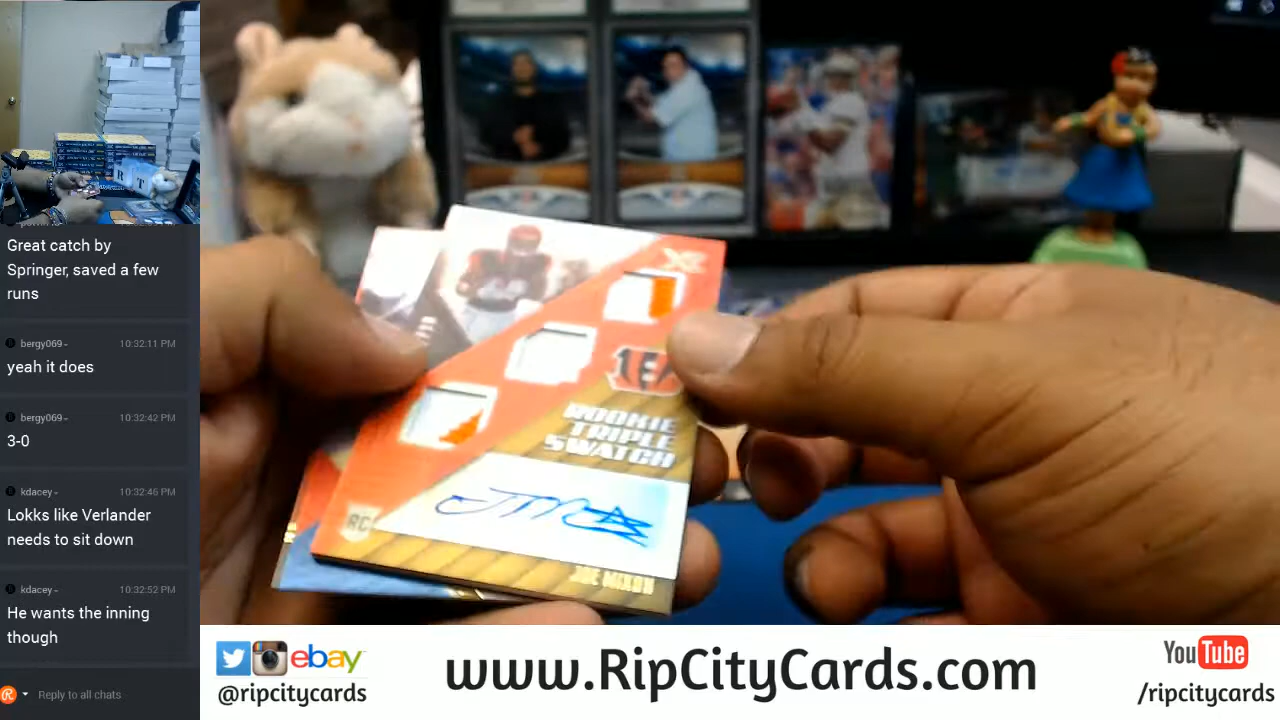 Great catch by
Springer, saved a few
runs
bergy069-
10:32:11 PM
yeah it does
bergy069-
10:32:42 PM
3-0
kdacey-
10:32:46 PM
Lokks like Verlander
needs to sit down
kdacey-
10:32:52 PM
He wants the inning
though
Reply to all chats
R T
XR
ROOKIE
TRIPLE
SWATCH
RC
JOE MIXON
ebay
@ripcitycards
www.RipCityCards.com
YouTube
/ripcitycards